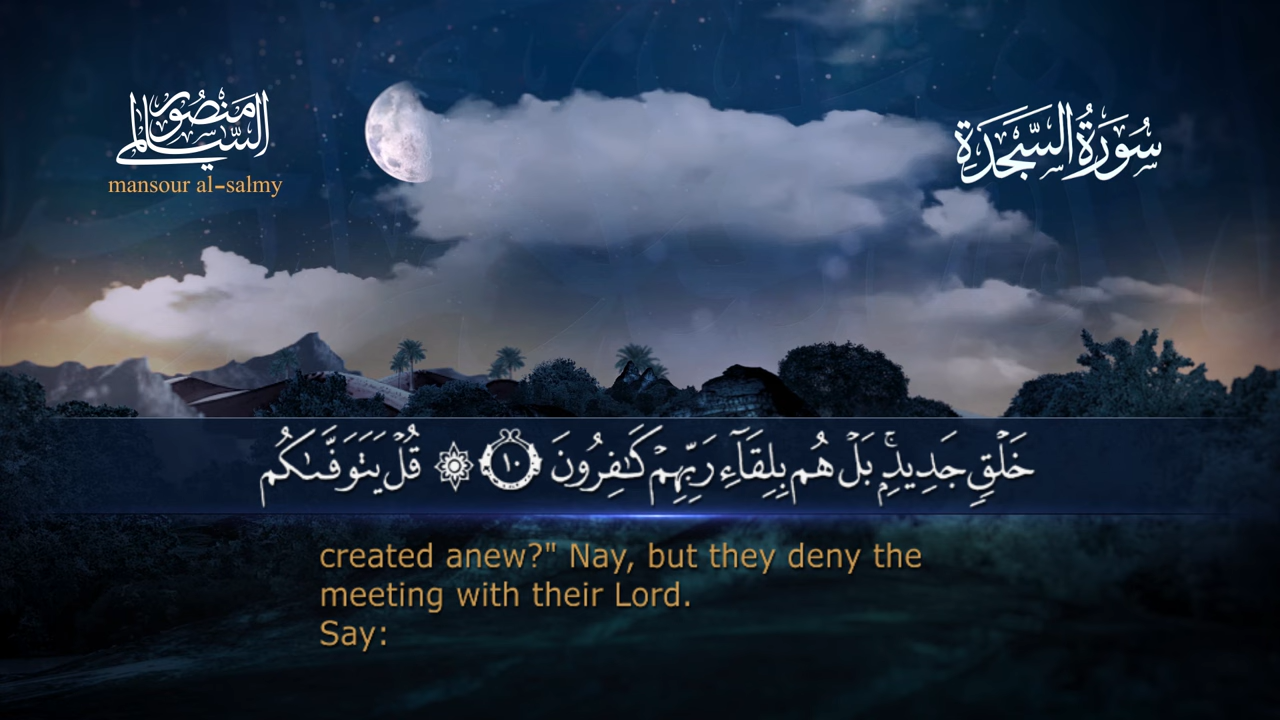 منصور السالمي
mansour al-salmy
سُورَةُ السَّجْدَةِ
خَلْقٍ جَدِيدٍۭ ۚ بَلْ هُم بِلِقَآءِ رَبِّهِمْ كَـٰفِرُونَ ١٠ ۞ قُلْ يَتَوَفَّىٰكُم
created anew?" Nay, but they deny the
meeting with their Lord.
Say: